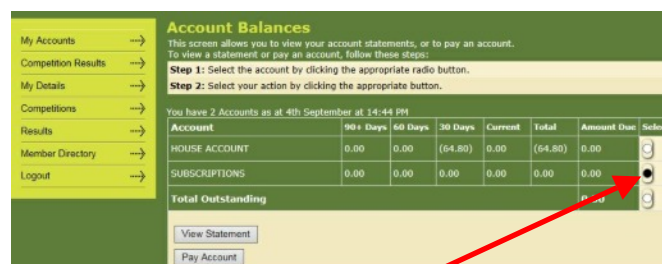 My Accounts
Competition Results
My Details
Competitions
Results
Member Directory
Logout
Account Balances
This screen allows you to view your account statements, or to pay an account.
To view a statement or pay an account, follow these steps:
Step 1: Select the account by clicking the appropriate radio button.
Step 2: Select your action by clicking the appropriate button.
You have 2 Accounts as at 4th September at 14:44 PM
Account 90+ Days 60 Days 30 Days Current Total Amount Due
HOUSE ACCOUNT 0.00 0.00 (64.80) 0.00 (64.80) 0.00
SUBSCRIPTIONS 0.00 0.00 0.00 0.00 0.00 0.00
Total Outstanding
View Statement
Pay Account